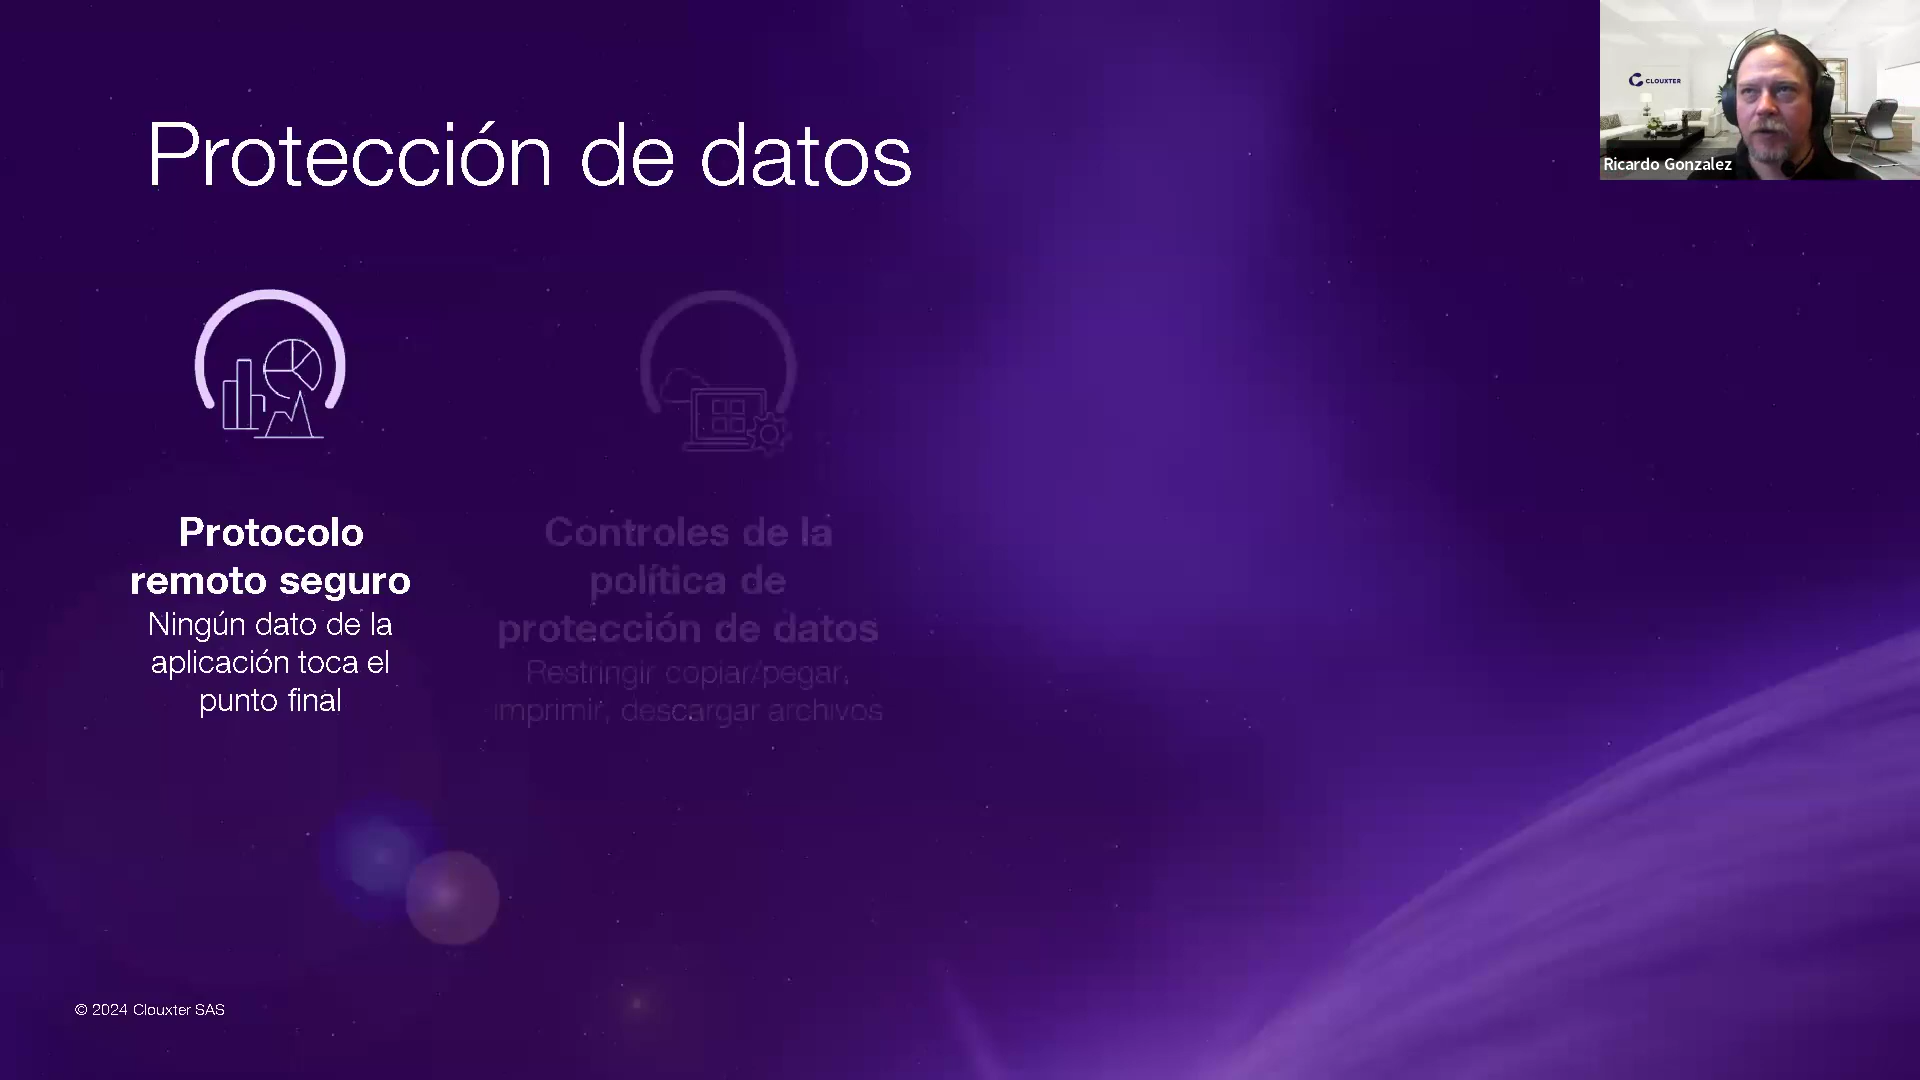 Protección de datos
CLOUXTER
Ricardo Gonzalez
Protocolo
remoto seguro
Ningún dato de la
aplicación toca el
punto final
Controles de la
política de
protección de datos
Restringir copiar/pegar,
imprimir, descargar archivos
© 2024 Clouxter SAS